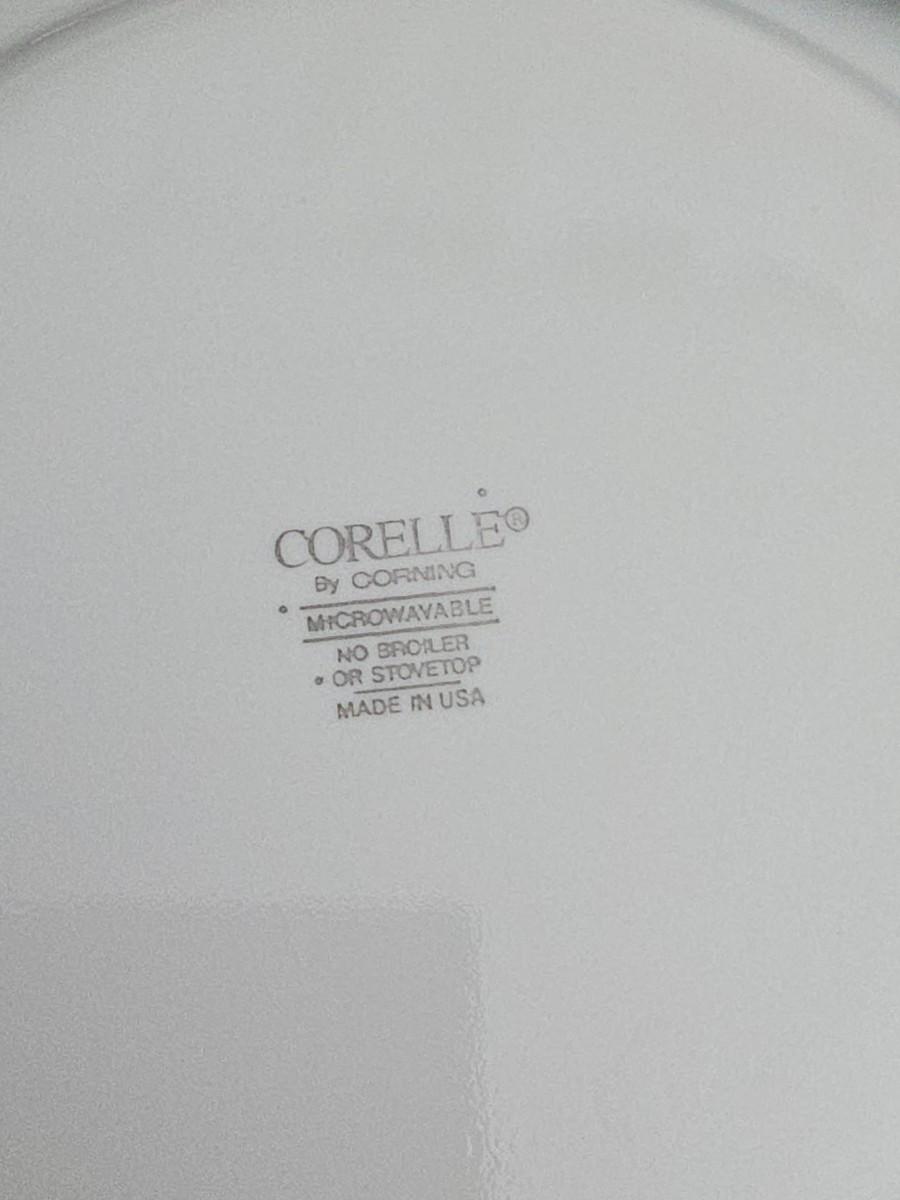 CORELLE®
By CORNING
MICROWAVABLE
NO BROILER
OR STOVETOP
MADE IN USA